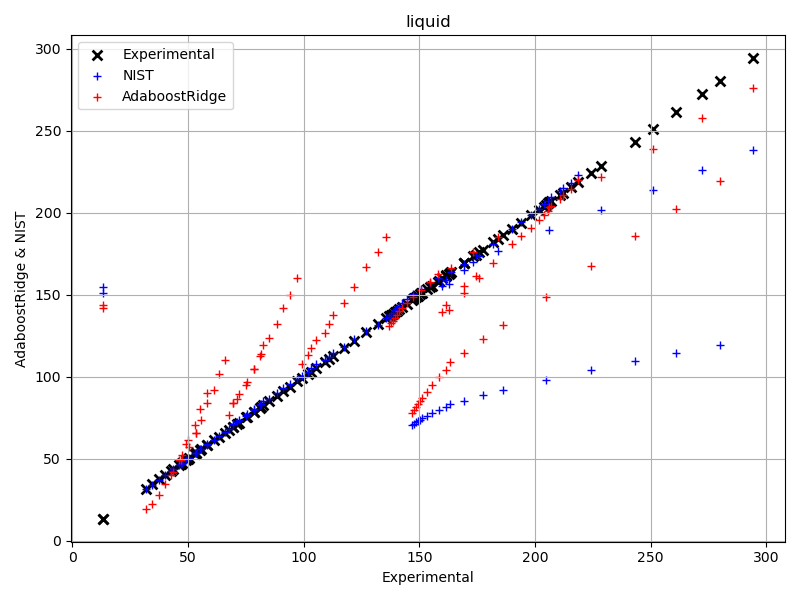 liquid
Experimental
NIST
AdaboostRidge
AdaboostRidge & NIST
300
250
200
150
100
50
0
0 50 100 150 200 250 300
Experimental